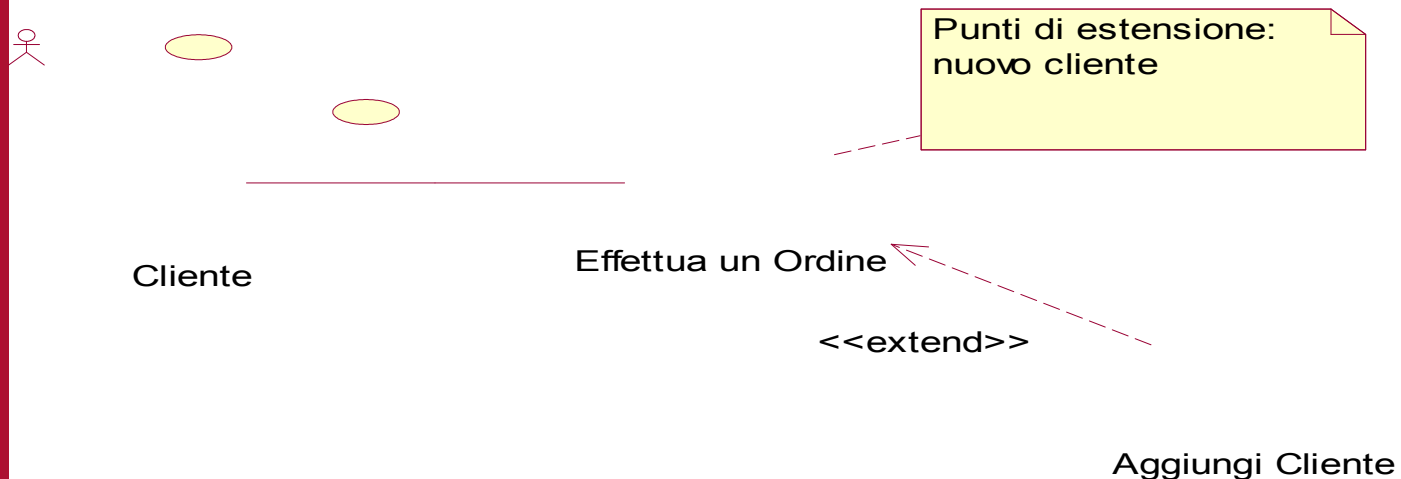 Punti di estensione:
nuovo cliente
Effettua un Ordine
Cliente
<<extend>>
Aggiungi Cliente